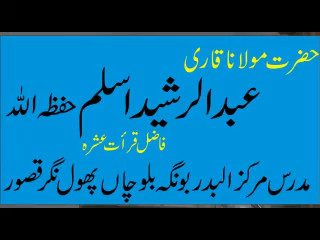 حضرت مولانا قاری
عبدالرشید اسلم حفظہ اللہ
فاضل قرأت عشرہ
مدرس مرکز البدر بونگہ بلوچاں پھول نگر قصور